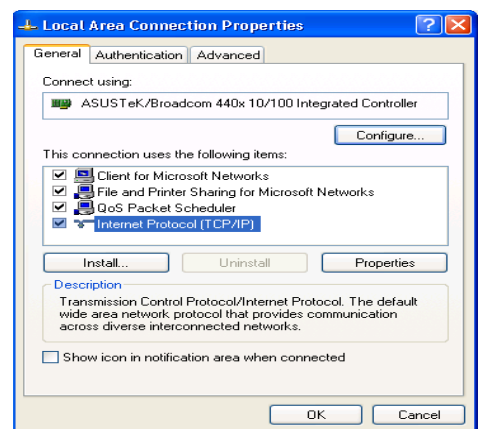 Local Area Connection Properties
General Authentication Advanced
Connect using:
ASUSTeK/Broadcom 440x 10/100 Integrated Controller
Configure...
This connection uses the following items:
Client for Microsoft Networks
File and Printer Sharing for Microsoft Networks
QoS Packet Scheduler
Internet Protocol (TCP/IP)
Install... Uninstall Properties
Description
Transmission Control Protocol/Internet Protocol. The default
wide area network protocol that provides communication
across diverse interconnected networks.
Show icon in notification area when connected
OK Cancel